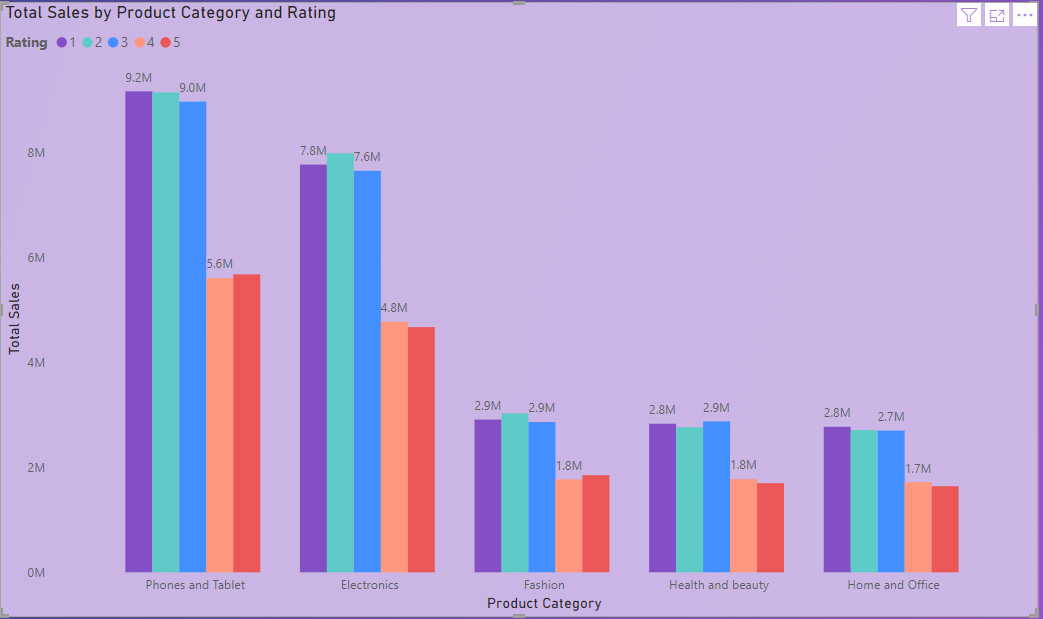 Total Sales by Product Category and Rating
Rating 1 2 3 4 5
9.2M 9.0M
7.8M 7.6M
8M
6M
5.6M
4.8M
4M
2.9M 2.9M 2.8M 2.9M 2.8M 2.7M
2M
1.8M 1.8M 1.7M
0M
Total Sales
Phones and Tablet Electronics Fashion Health and beauty Home and Office
Product Category